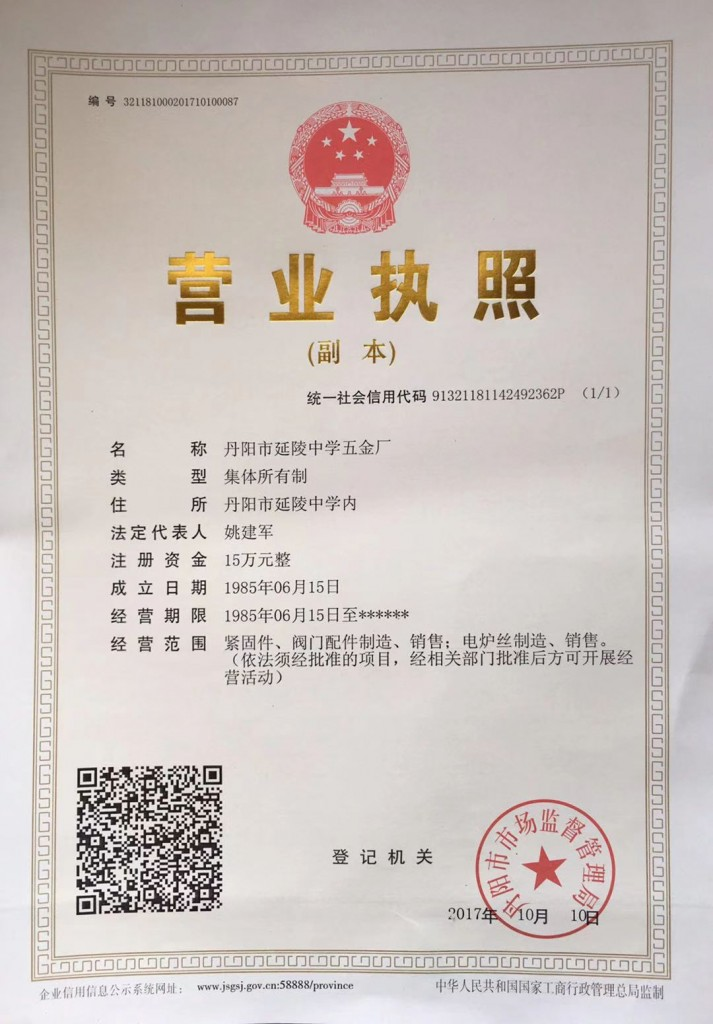 编 号 321181000201710100087
营业执照
(副 本)
统一社会信用代码 91321181142492362P (1/1)
名 称 丹阳市延陵中学五金厂
类 型 集体所有制
住 所 丹阳市延陵中学内
法定代表人 姚建军
注册资金 15万元整
成立日期 1985年06月15日
经营期限 1985年06月15日至******
经营范围 紧固件、阀门配件制造、销售；电炉丝制造、销售。
（依法须经批准的项目，经相关部门批准后方可开展经
营活动）
登记机关
丹阳市市场监督管理局
2017年 10月 10日
企业信用信息公示系统网址： www.jsgsj.gov.cn:58888/province
中华人民共和国国家工商行政管理总局监制